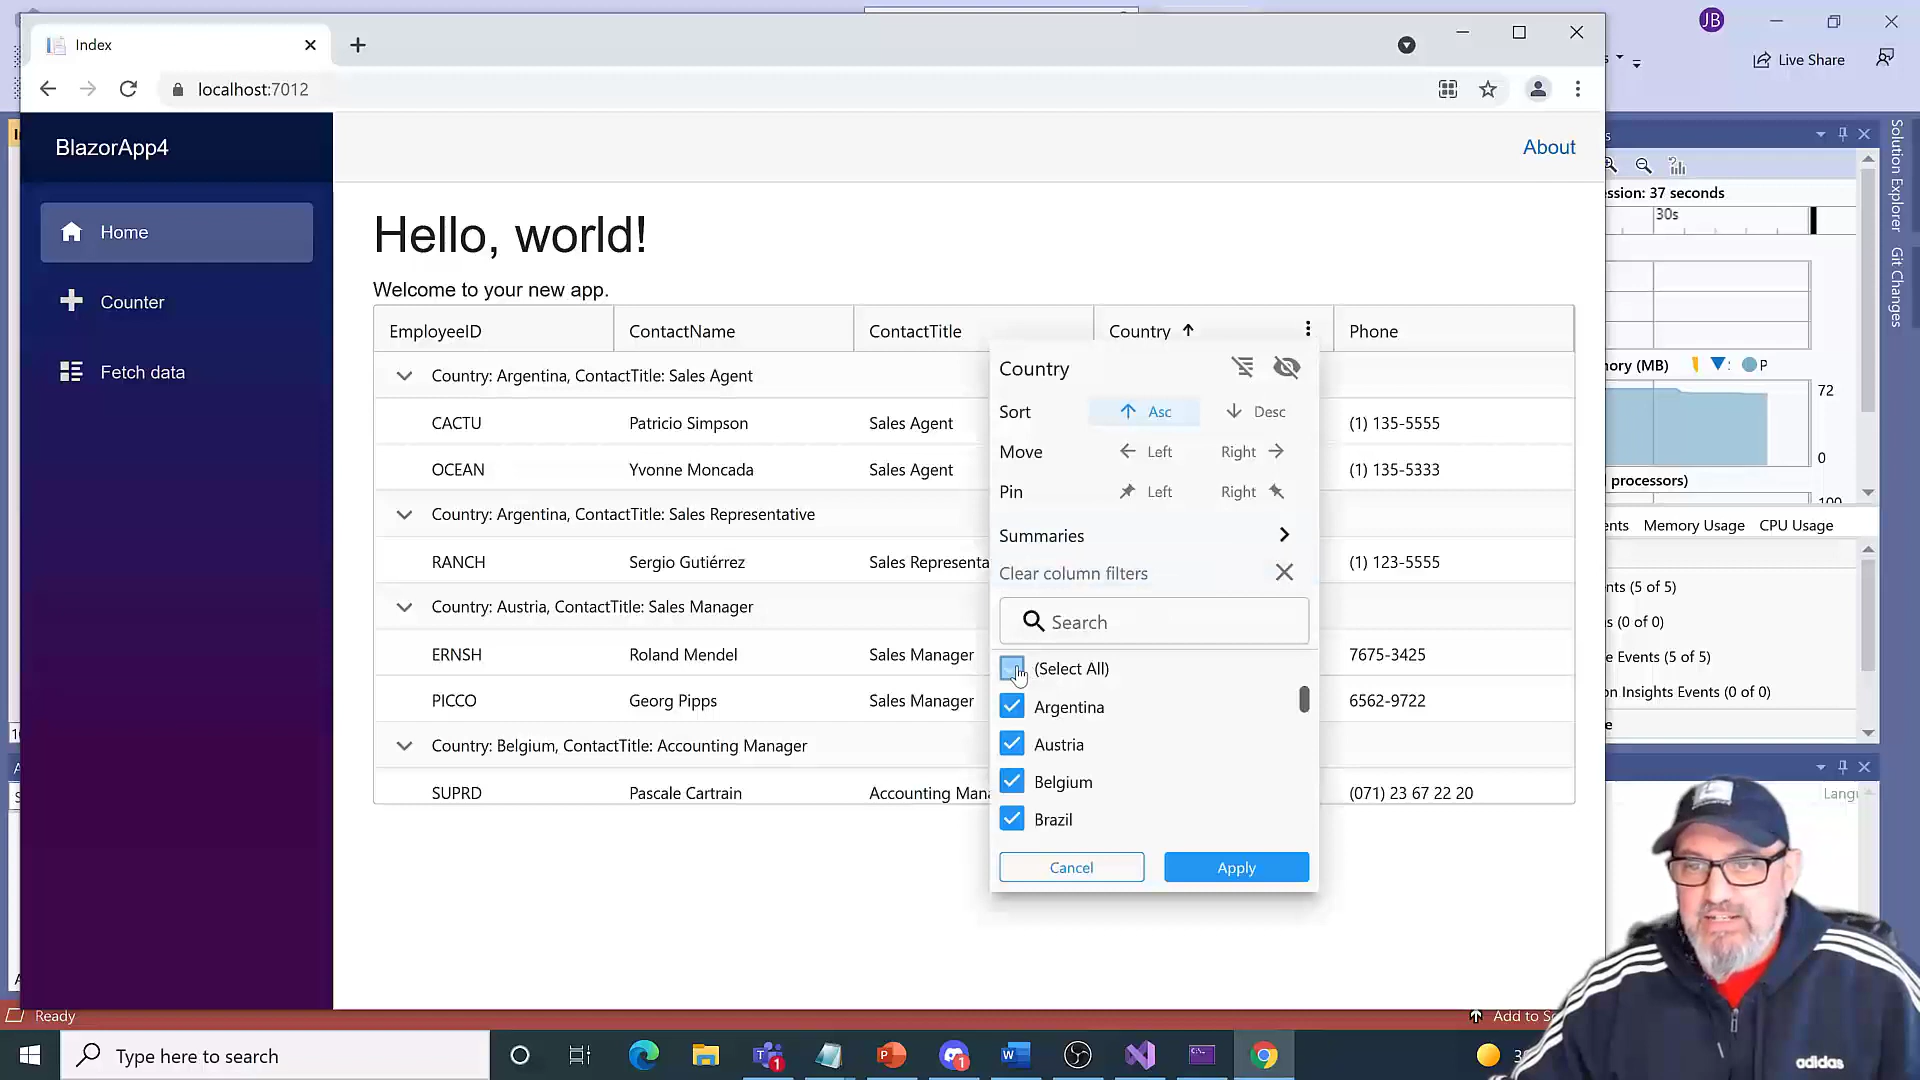 Index
JB
localhost:7012
Live Share
BlazorApp4
About
Home
Counter
Fetch data
Hello, world!
Welcome to your new app.
EmployeeID ContactName ContactTitle Country Phone
Country: Argentina, ContactTitle: Sales Agent
CACTU Patricio Simpson Sales Agent (1) 135-5555
OCEAN Yvonne Moncada Sales Agent (1) 135-5333
Country: Argentina, ContactTitle: Sales Representative
RANCH Sergio Gutiérrez Sales Representa (1) 123-5555
Country: Austria, ContactTitle: Sales Manager
ERNSH Roland Mendel Sales Manager 7675-3425
PICCO Georg Pipps Sales Manager 6562-9722
Country: Belgium, ContactTitle: Accounting Manager
SUPRD Pascale Cartrain Accounting Mana (071) 23 67 22 20
Country
Sort Asc Desc
Move Left Right
Pin Left Right
Summaries
Clear column filters
Search
(Select All)
Argentina
Austria
Belgium
Brazil
Cancel Apply
ssion: 37 seconds
30s
ory (MB) P
72
0
l processors)
100
nts Memory Usage CPU Usage
nts (5 of 5)
s (0 of 0)
e Events (5 of 5)
on Insights Events (0 of 0)
Solution Explorer
Git Changes
Ready
Add to S
Type here to search
1
1
adidas